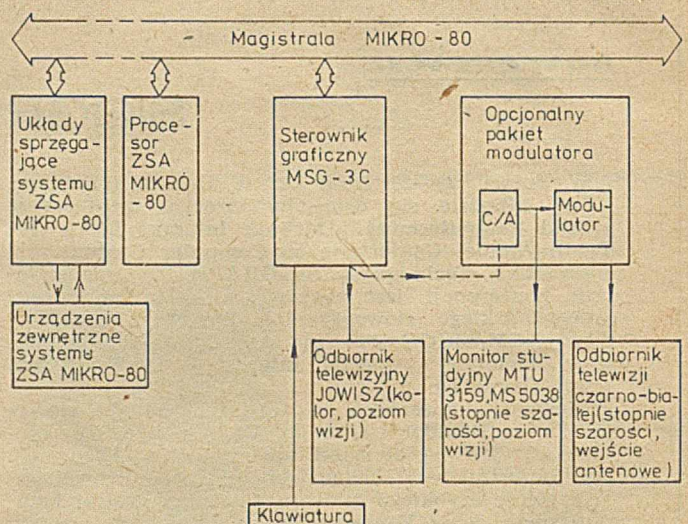 Magistrala MIKRO - 80
Układy
sprzęga-
jące
systemu
ZSA
MIKRO-80
Proce-
sor
ZSA
MIKRO
- 80
Sterownik
graficzny
MSG - 3C
Opcjonalny
pakiet
modulatora
C/A
Modu-
lator
Urządzenia
zewnętrzne
systemu
ZSA MIKRO-80
Odbiornik
telewizyjny
JOWISZ (ko-
lor, poziom
wizji)
Monitor stu-
dyjny MTU
3159, MS 5038
(stopnie sza-
rości, poziom
wizji)
Odbiornik
telewizji
czarno-bia-
łej (stopnie
szarości,
wejście
antenowe)
Klawiatura